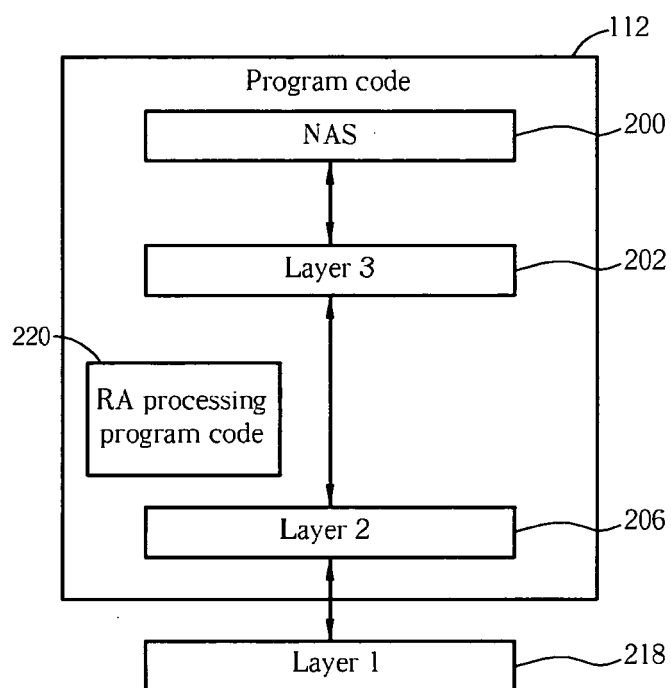 112
Program code
NAS
200
Layer 3
202
220
RA processing
program code
Layer 2
206
Layer 1
218